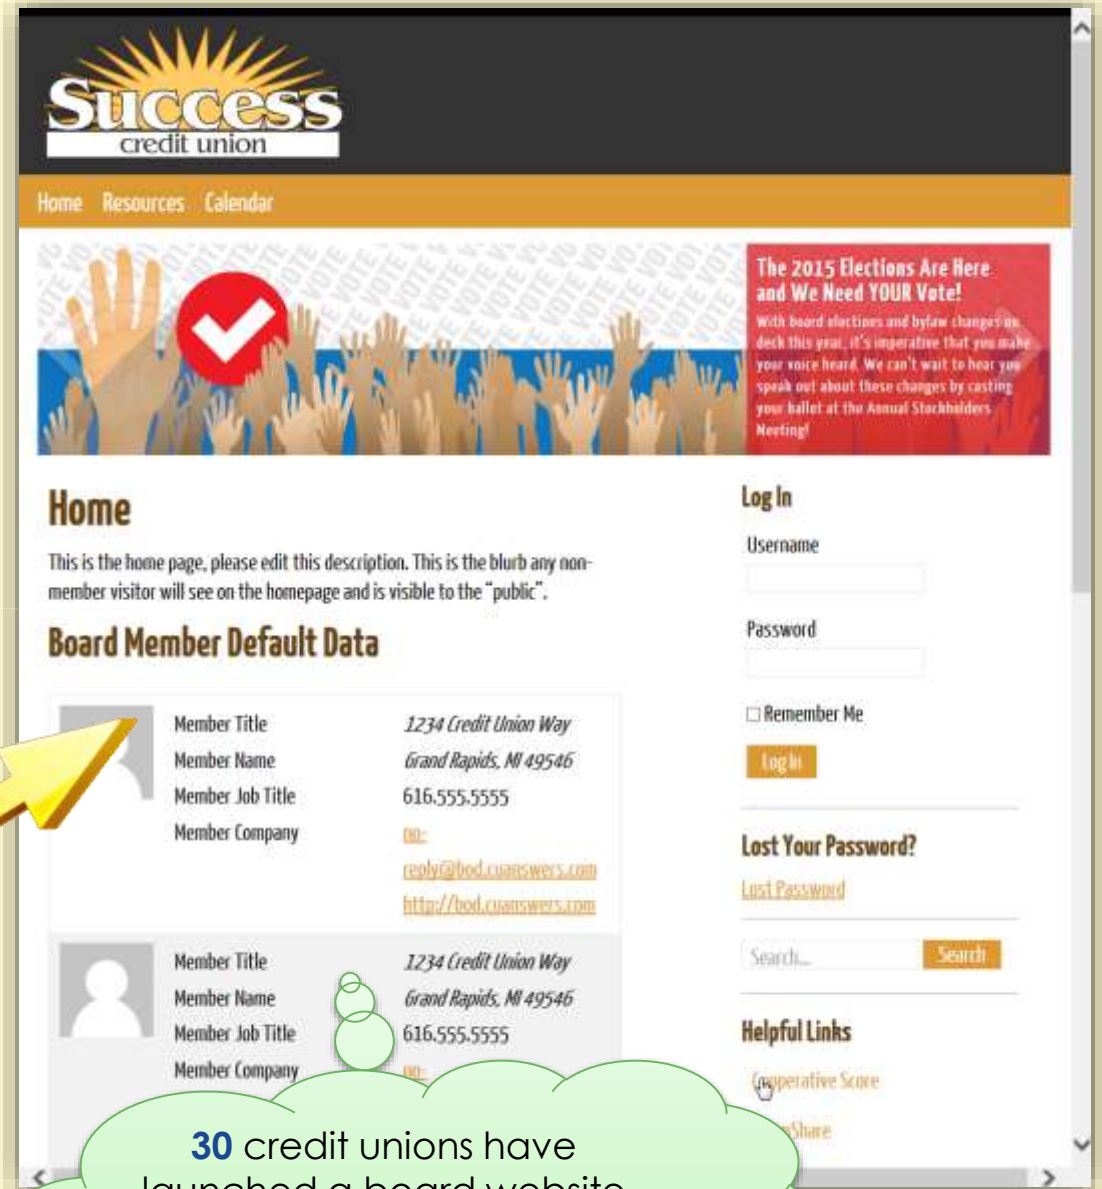 Success
credit union
Home Resources Calendar
The 2015 Elections Are Here
and We Need YOUR Vote!
With board elections and bylaw changes on
deck this year, it's imperative that you make
your voice heard. We can't wait to hear you
speak out about these changes by casting
your ballot at the Annual Stockholders
Meeting!
Home
This is the home page, please edit this description. This is the blurb any non-
member visitor will see on the homepage and is visible to the "public".
Board Member Default Data
Member Title
Member Name
Member Job Title
Member Company
1234 Credit Union Way
Grand Rapids, MI 49546
616.555.5555
no-
reply@bod.cuanswers.com
http://bod.cuanswers.com
Member Title
Member Name
Member Job Title
Member Company
1234 Credit Union Way
Grand Rapids, MI 49546
616.555.5555
no-
30 credit unions have
launched a board website
Log In
Username
Password
Remember Me
Log In
Lost Your Password?
Lost Password
Search...
Search
Helpful Links
Cooperative Score
Share